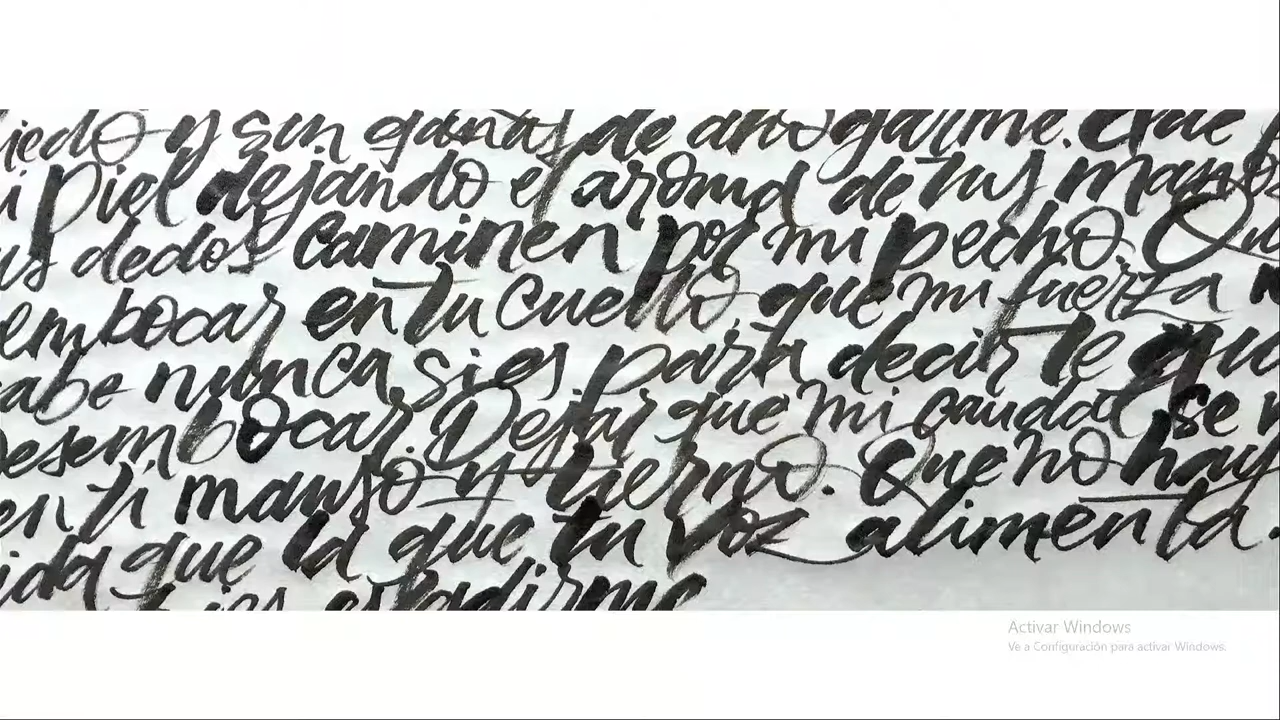 iedo y sin ganas de ahogarme. Que
i piel dejando el aroma de tus manos
us dedos caminen por mi pecho. Qu
embocar en tu cuello, que mi fuerza
abe nunca si es para decirte qu
Desembocar. Dejar que mi caudal se
en ti manso y tierno. Que no hay
ida que la que tu voz alimenta.
Activar Windows
Ve a Configuración para activar Windows.